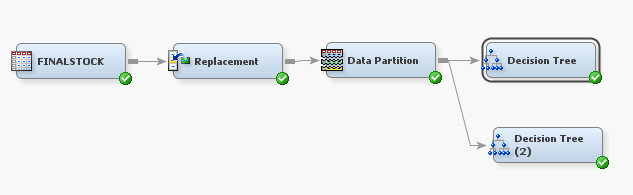 FINALSTOCK
Replacement
Data Partition
Decision Tree
Decision Tree
(2)